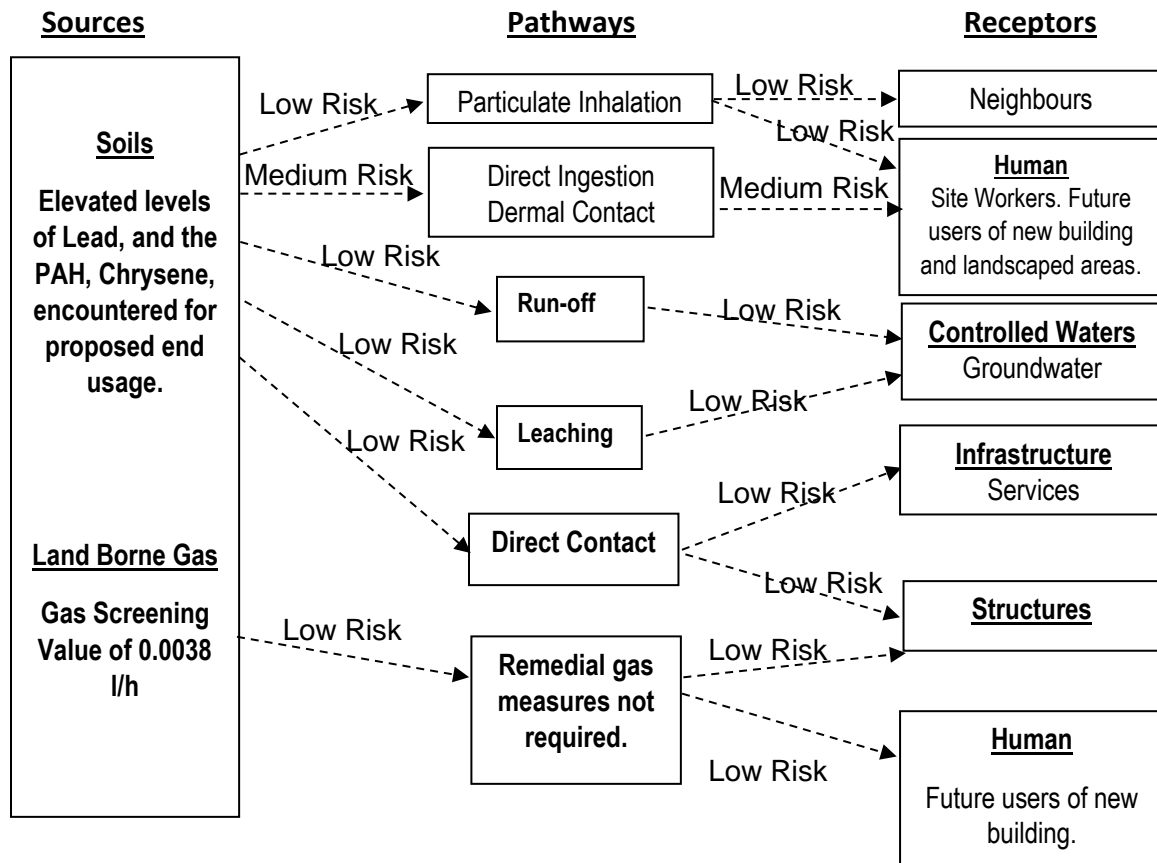 Sources
Pathways
Receptors
Soils
Elevated levels
of Lead, and the
PAH, Chrysene,
encountered for
proposed end
usage.
Land Borne Gas
Gas Screening
Value of 0.0038
l/h
Low Risk
Particulate Inhalation
Low Risk
Neighbours
Low Risk
Medium Risk
Direct Ingestion
Dermal Contact
Medium Risk
Human
Site Workers. Future
users of new building
and landscaped areas.
Low Risk
Run-off
Low Risk
Controlled Waters
Groundwater
Low Risk
Leaching
Low Risk
Low Risk
Direct Contact
Low Risk
Infrastructure
Services
Low Risk
Structures
Low Risk
Remedial gas
measures not
required.
Low Risk
Low Risk
Human
Future users of new
building.